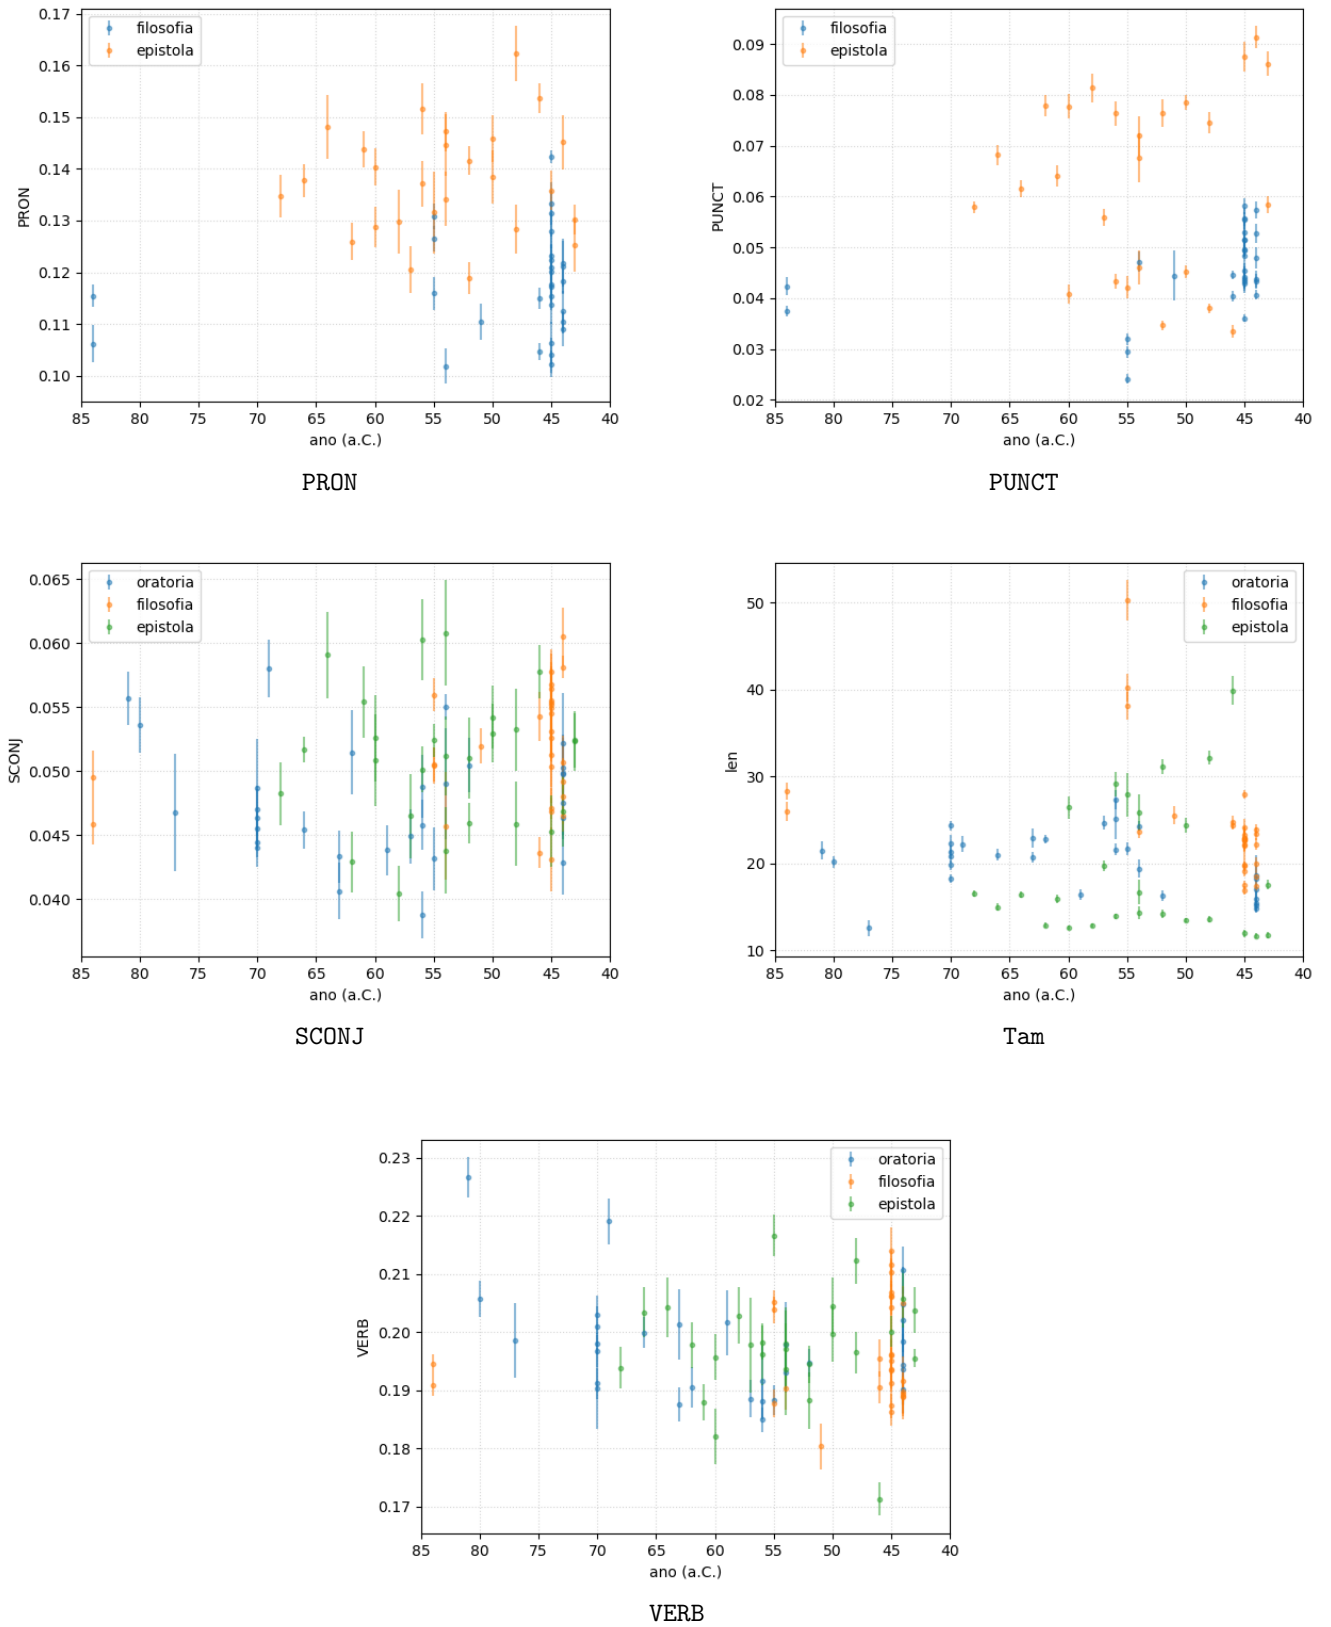 0.17
0.16
0.15
0.14
0.13
0.12
0.11
0.10
PRON
filosofia
epistola
85 80 75 70 65 60 55 50 45 40
ano (a.C.)
PRON
0.09
0.08
0.07
0.06
0.05
0.04
0.03
0.02
PUNCT
filosofia
epistola
85 80 75 70 65 60 55 50 45 40
ano (a.C.)
PUNCT
0.065
0.060
0.055
0.050
0.045
0.040
SCONJ
oratoria
filosofia
epistola
85 80 75 70 65 60 55 50 45 40
ano (a.C.)
SCONJ
50
40
30
20
10
len
oratoria
filosofia
epistola
85 80 75 70 65 60 55 50 45 40
ano (a.C.)
Tam
0.23
0.22
0.21
0.20
0.19
0.18
0.17
VERB
oratoria
filosofia
epistola
85 80 75 70 65 60 55 50 45 40
ano (a.C.)
VERB